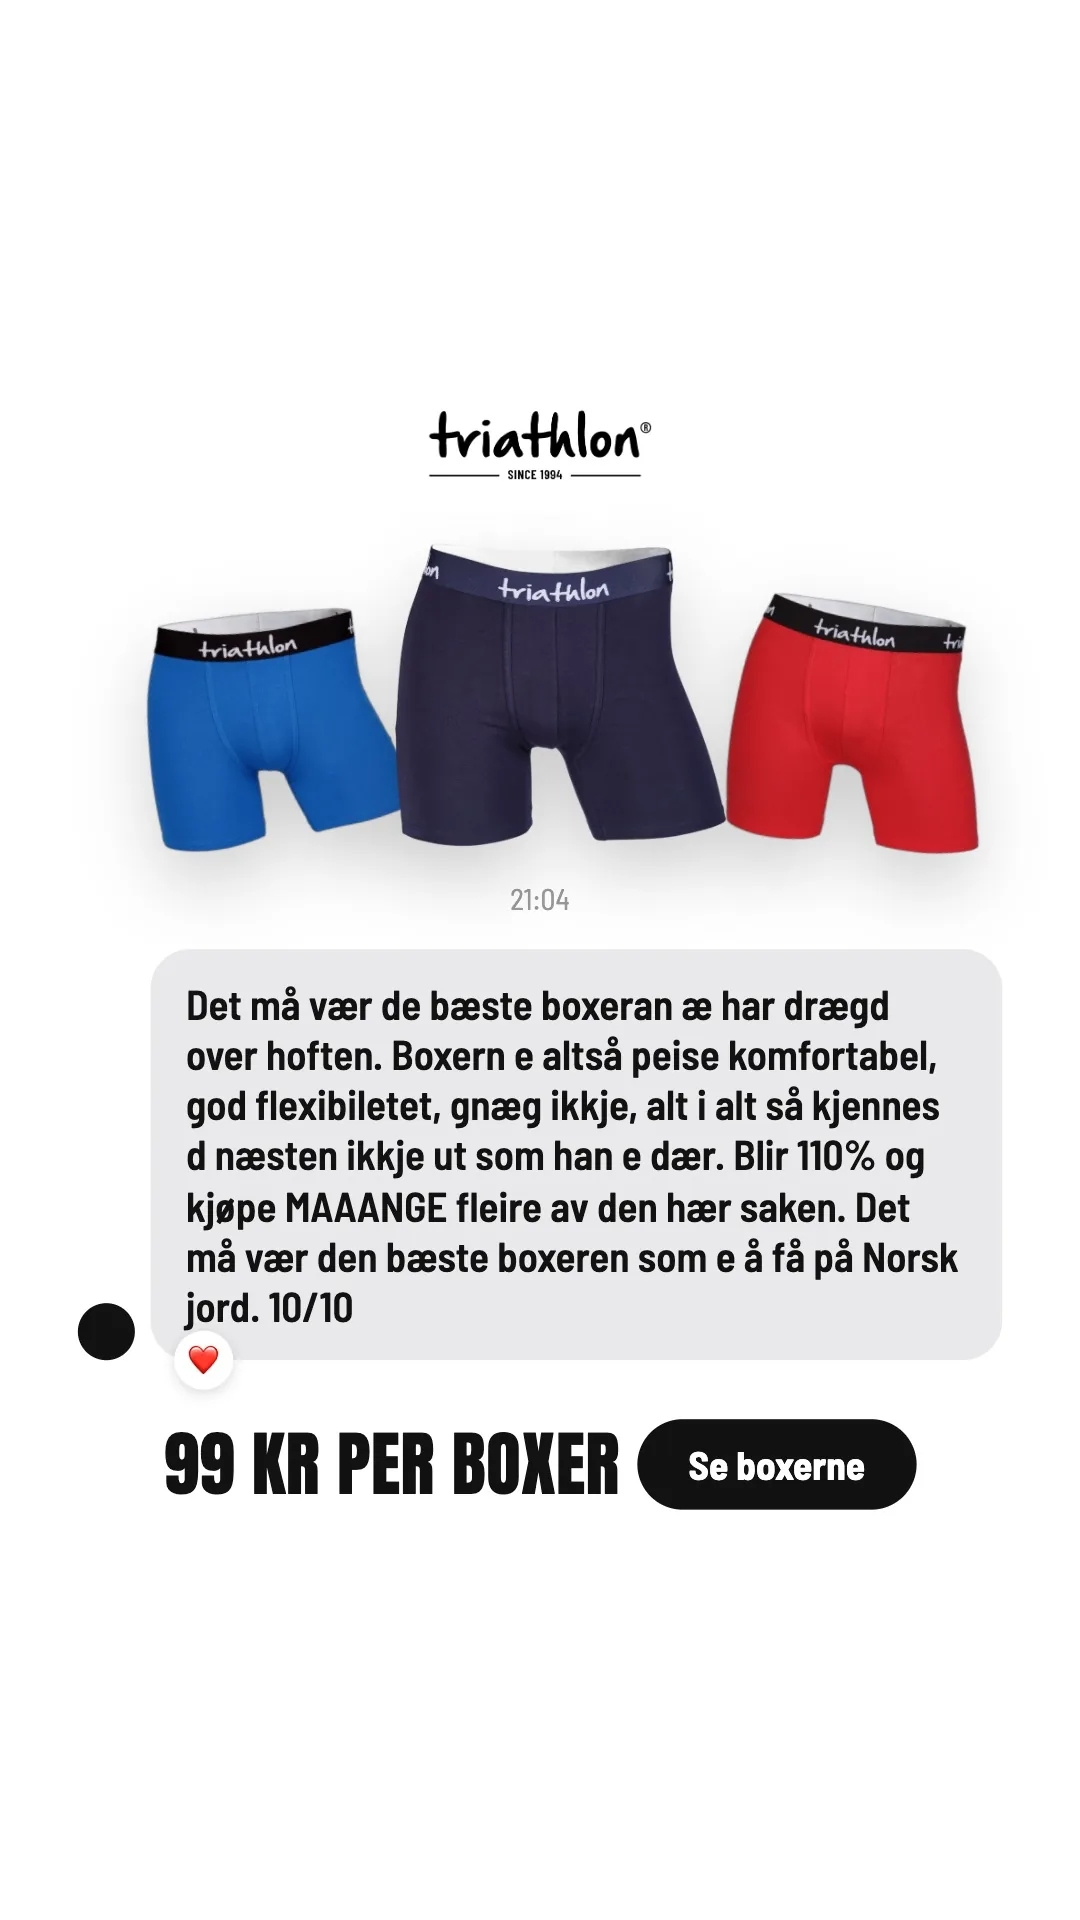 triathlon®
SINCE 1994
triathlon
triathlon
triathlon
21:04
Det må vær de bæste boxeran æ har drægd
over hoften. Boxern e altså peise komfortabel,
god flexibiletet, gnæg ikkje, alt i alt så kjennes
d næsten ikkje ut som han e dær. Blir 110% og
kjøpe MAAANGE fleire av den hær saken. Det
må vær den bæste boxeren som e å få på Norsk
jord. 10/10
99 KR PER BOXER
Se boxerne